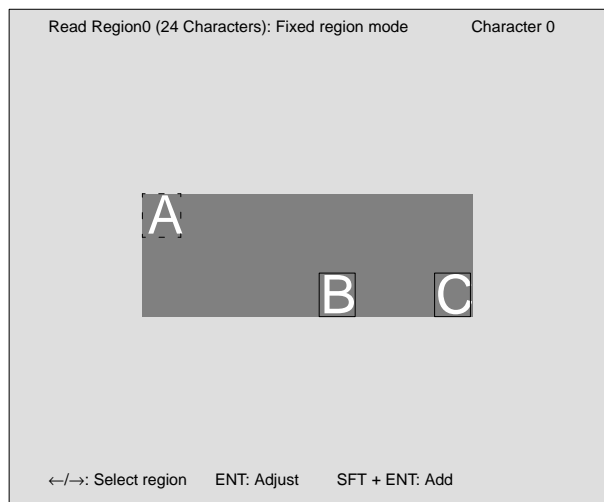 Read Region0 (24 Characters): Fixed region mode Character 0
A
B C
←/→: Select region ENT: Adjust SFT + ENT: Add